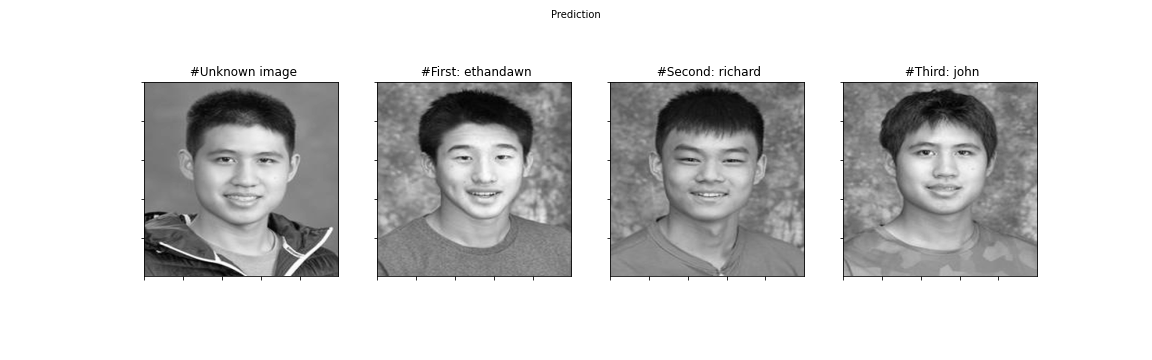 Prediction
#Unknown image
#First: ethandawn
#Second: richard
#Third: john